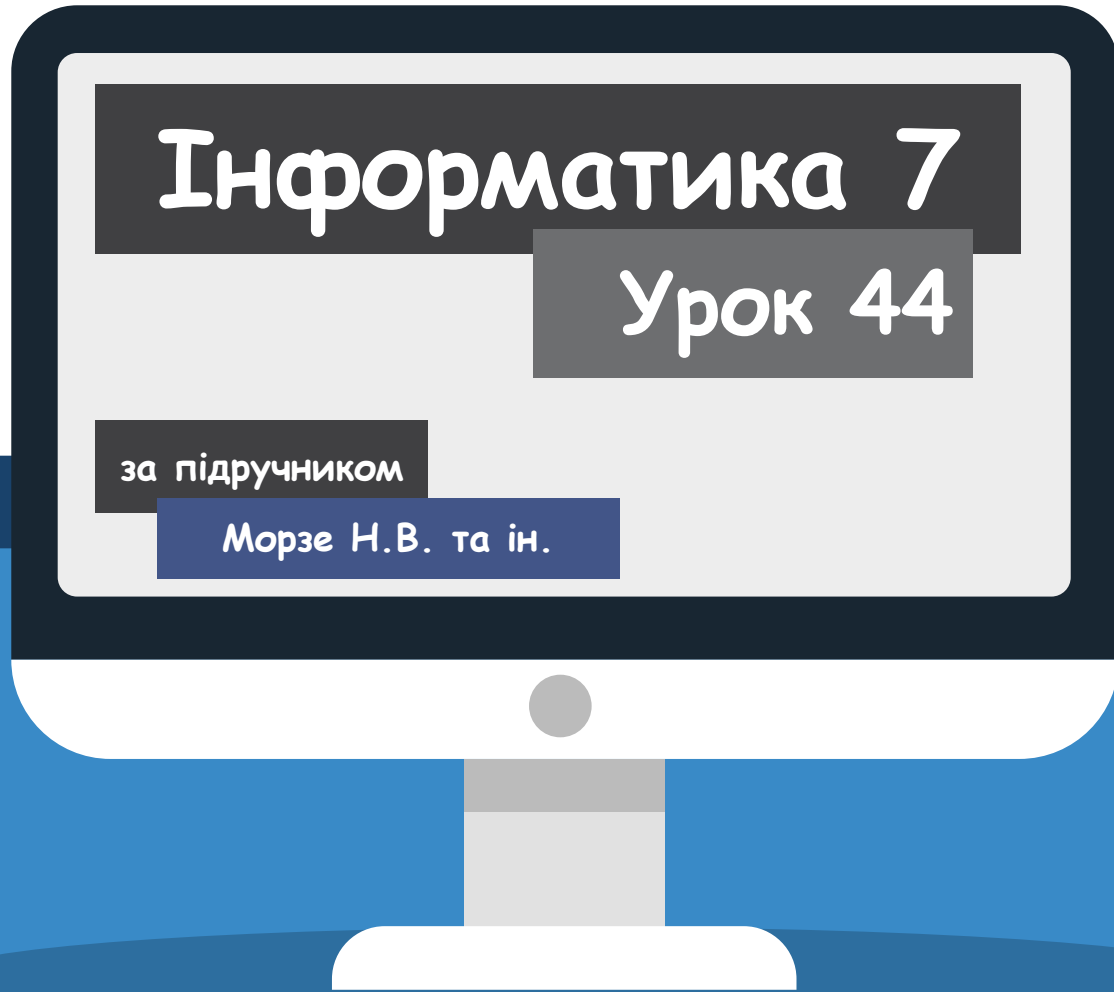 Інформатика 7
Урок 44
за підручником
Морзе Н.В. та ін.